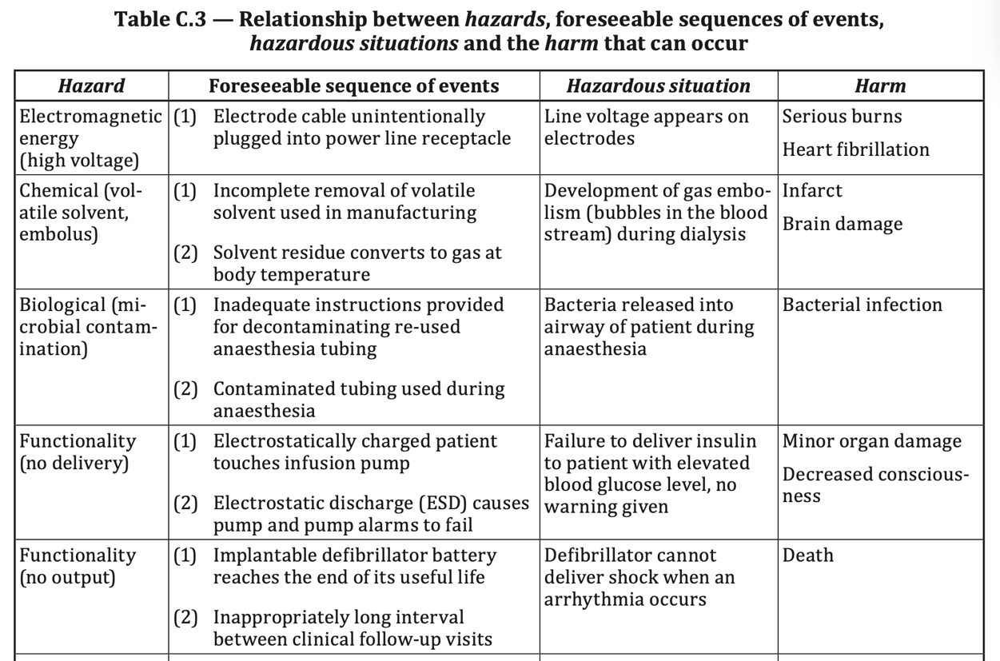 Table C.3 — Relationship between hazards, foreseeable sequences of events,
hazardous situations and the harm that can occur
Hazard
Foreseeable sequence of events
Hazardous situation
Harm
Electromagnetic
energy
(high voltage)
(1) Electrode cable unintentionally
plugged into power line receptacle
Line voltage appears on
electrodes
Serious burns
Heart fibrillation
Chemical (vol-
atile solvent,
embolus)
(1) Incomplete removal of volatile
solvent used in manufacturing
(2) Solvent residue converts to gas at
body temperature
Development of gas embo-
lism (bubbles in the blood
stream) during dialysis
Infarct
Brain damage
Biological (mi-
crobial contam-
ination)
(1) Inadequate instructions provided
for decontaminating re-used
anaesthesia tubing
(2) Contaminated tubing used during
anaesthesia
Bacteria released into
airway of patient during
anaesthesia
Bacterial infection
Functionality
(no delivery)
(1) Electrostatically charged patient
touches infusion pump
(2) Electrostatic discharge (ESD) causes
pump and pump alarms to fail
Failure to deliver insulin
to patient with elevated
blood glucose level, no
warning given
Minor organ damage
Decreased conscious-
ness
Functionality
(no output)
(1) Implantable defibrillator battery
reaches the end of its useful life
(2) Inappropriately long interval
between clinical follow-up visits
Defibrillator cannot
deliver shock when an
arrhythmia occurs
Death